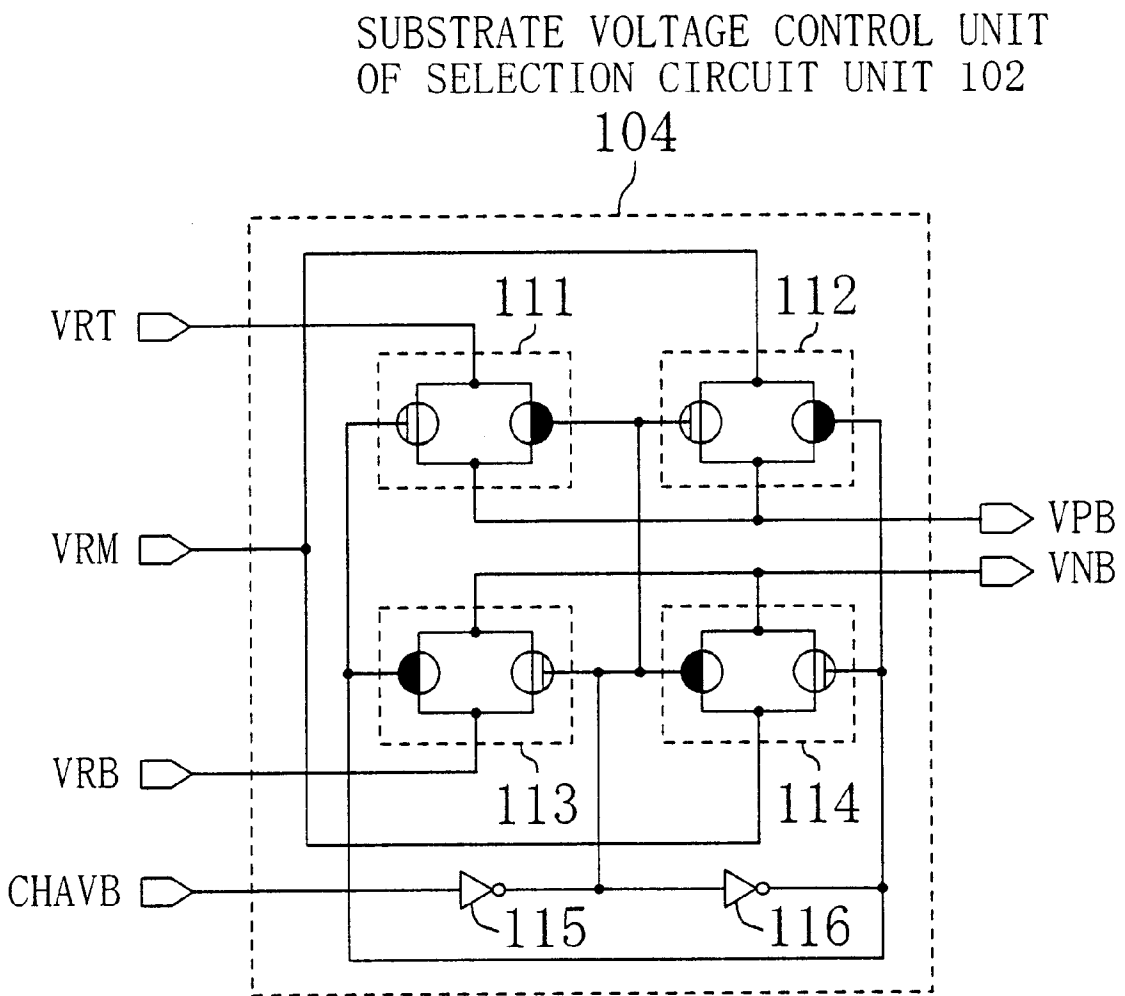 SUBSTRATE VOLTAGE CONTROL UNIT
OF SELECTION CIRCUIT UNIT 102
104
111
112
VRT
VPB
VRM
VNB
VRB
113
114
CHAVB
115
116